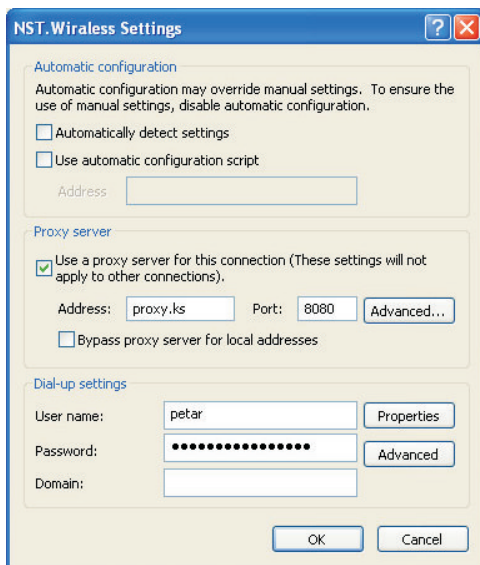 NST.Wireless Settings
Automatic configuration
Automatic configuration may override manual settings. To ensure the
use of manual settings, disable automatic configuration.
Automatically detect settings
Use automatic configuration script
Address
Proxy server
Use a proxy server for this connection (These settings will not
apply to other connections).
Address: proxy.ks Port: 8080 Advanced...
Bypass proxy server for local addresses
Dial-up settings
User name: petar Properties
Password: ●●●●●●●●●●●●●●●● Advanced
Domain:
OK Cancel